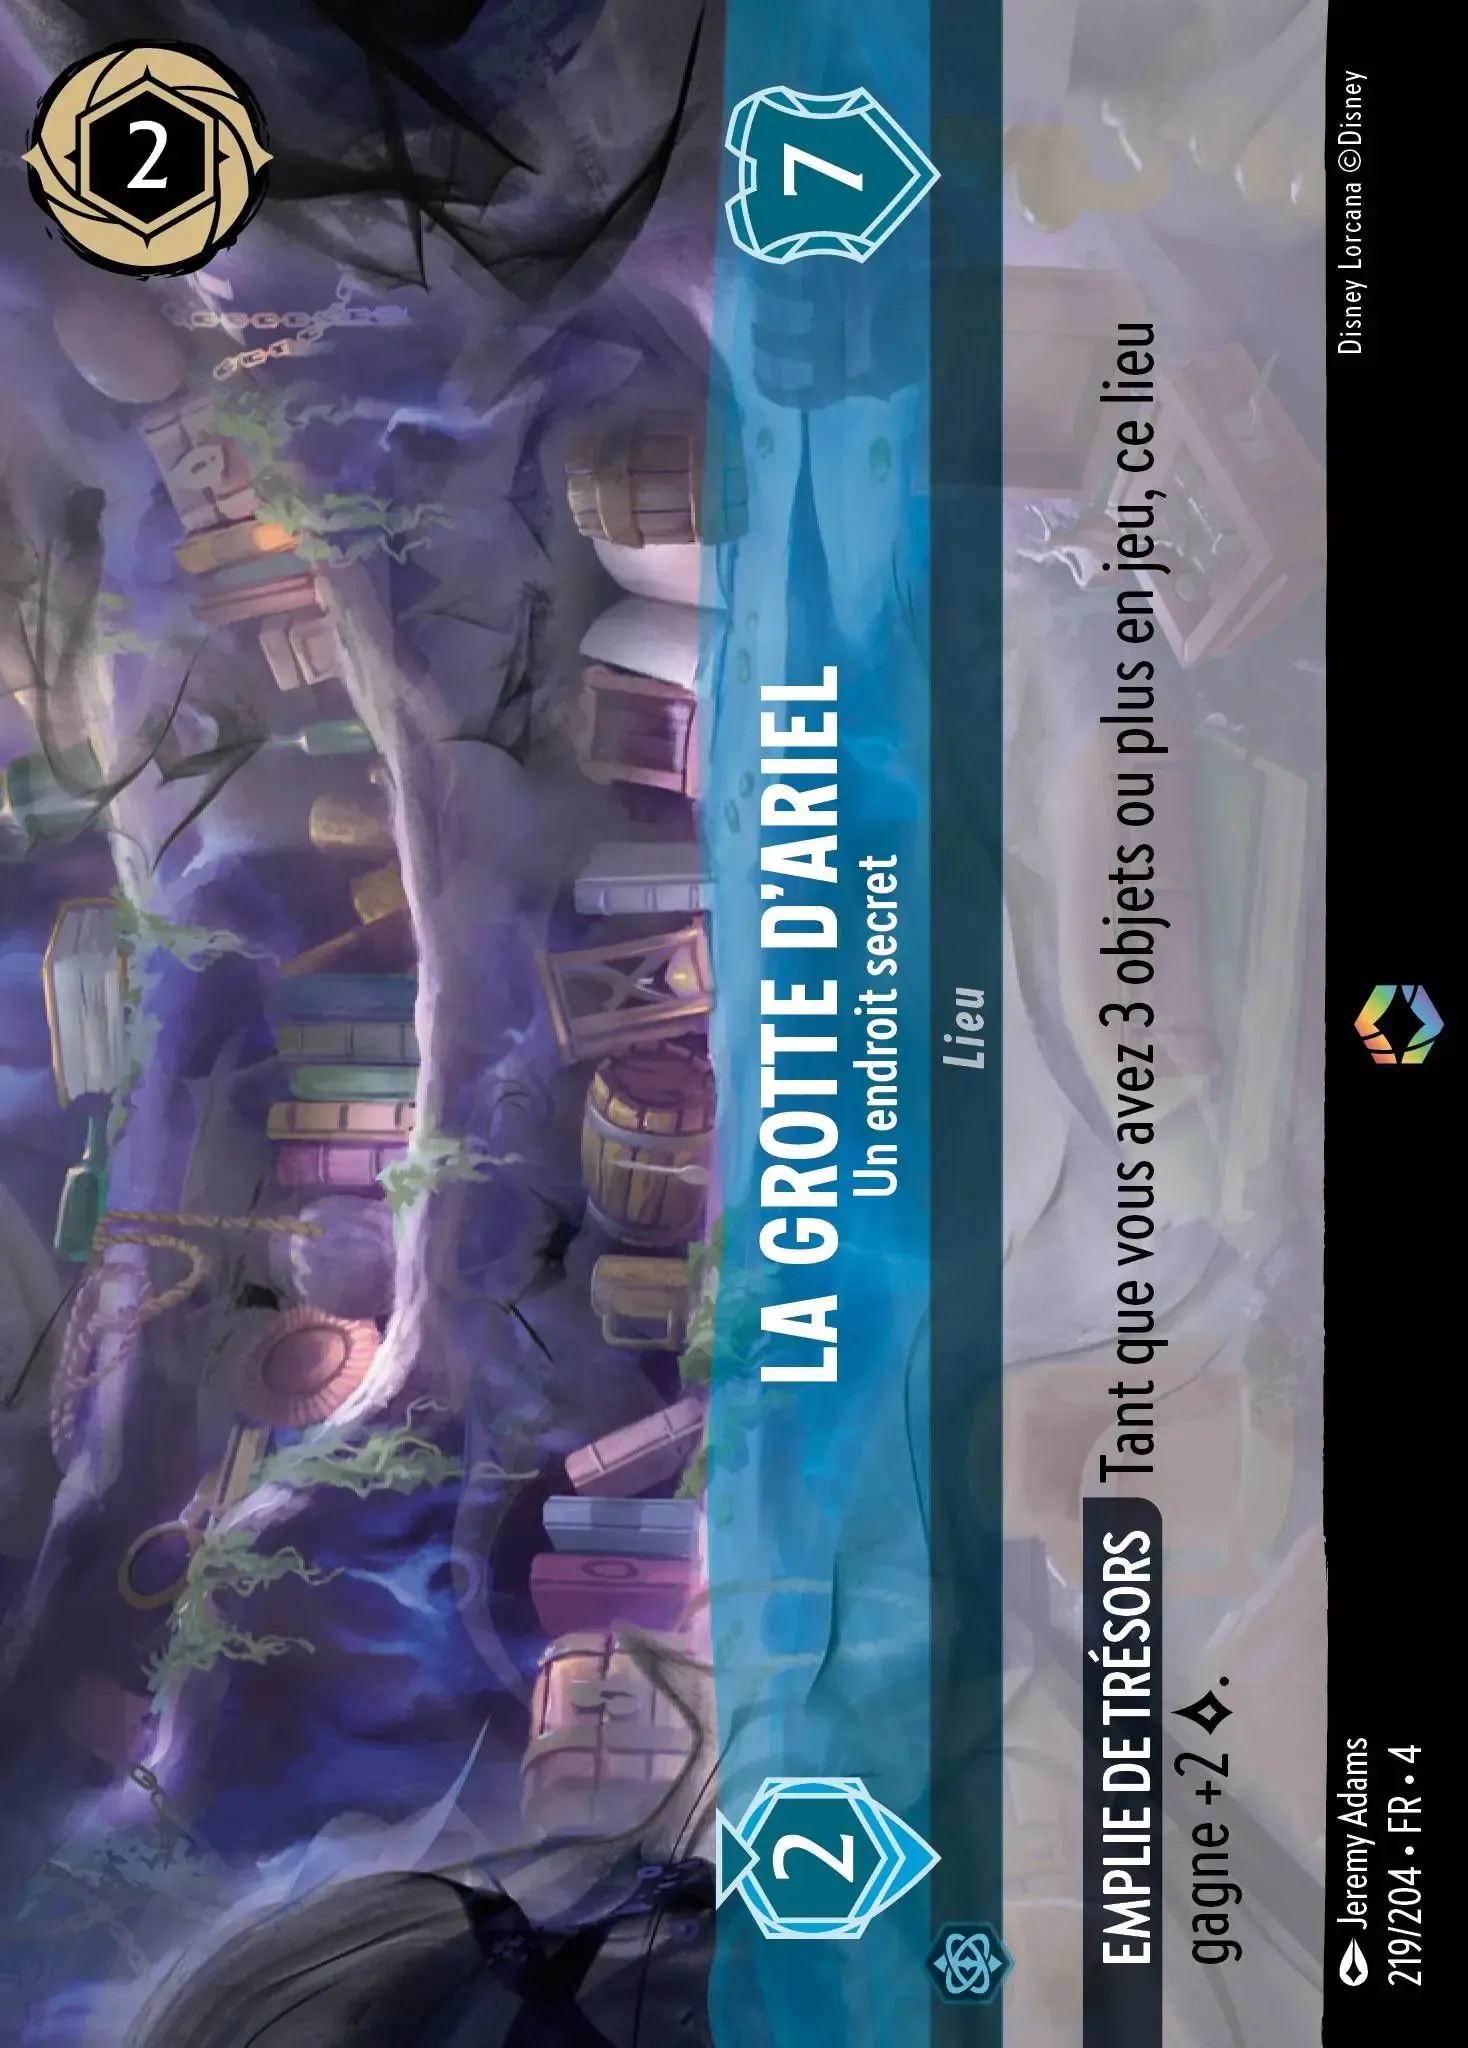 2
LA GROTTE D'ARIEL
Un endroit secret
2
7
Lieu
EMPLIE DE TRÉSORS Tant que vous avez 3 objets ou plus en jeu, ce lieu
gagne +2 .
Jeremy Adams
219/204 • FR • 4
Disney Lorcana ©Disney